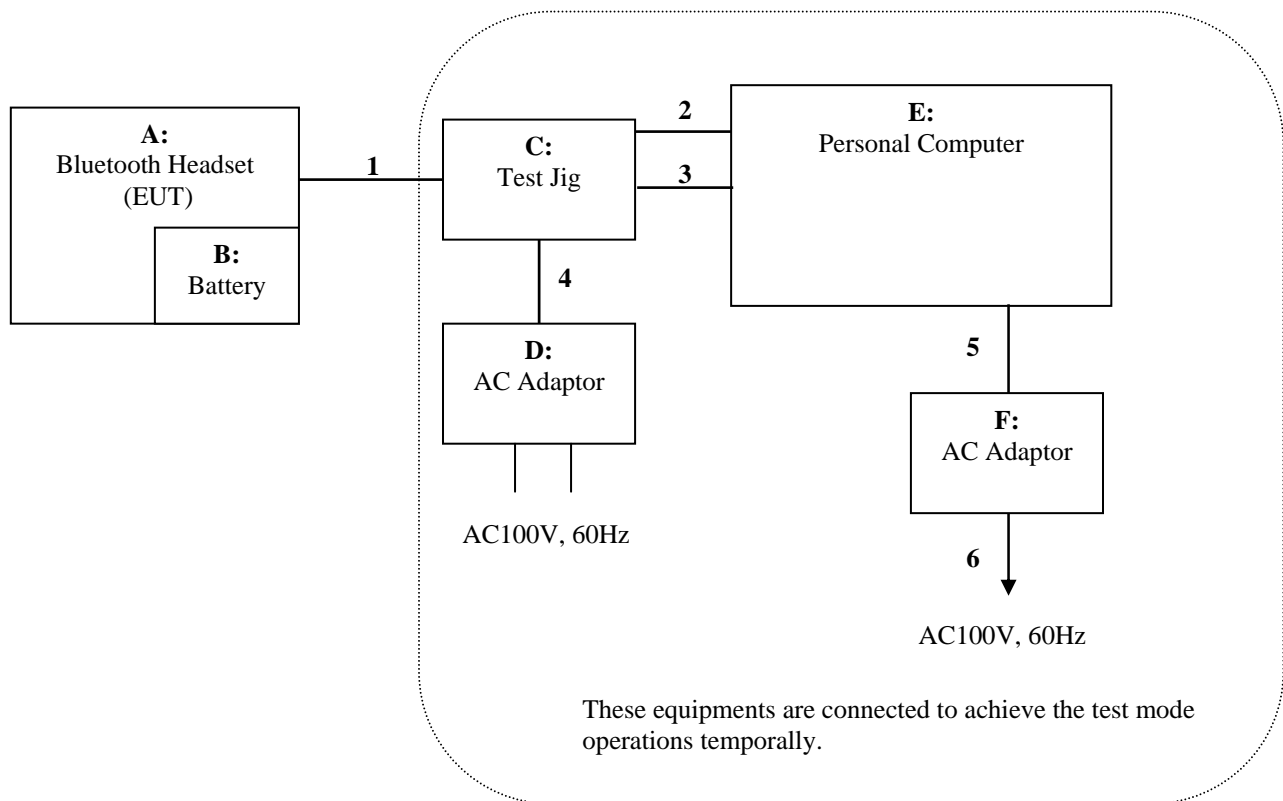 A:
Bluetooth Headset
(EUT)
B:
Battery
1
C:
Test Jig
2
3
E:
Personal Computer
4
D:
AC Adaptor
AC100V, 60Hz
5
F:
AC Adaptor
6
AC100V, 60Hz
These equipments are connected to achieve the test mode
operations temporally.